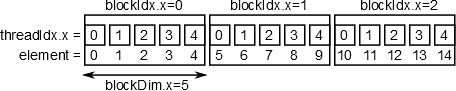 blockIdx.x=0 blockIdx.x=1 blockIdx.x=2
threadIdx.x = 0 1 2 3 4 0 1 2 3 4 0 1 2 3 4
element = 0 1 2 3 4 5 6 7 8 9 10 11 12 13 14
blockDim.x=5